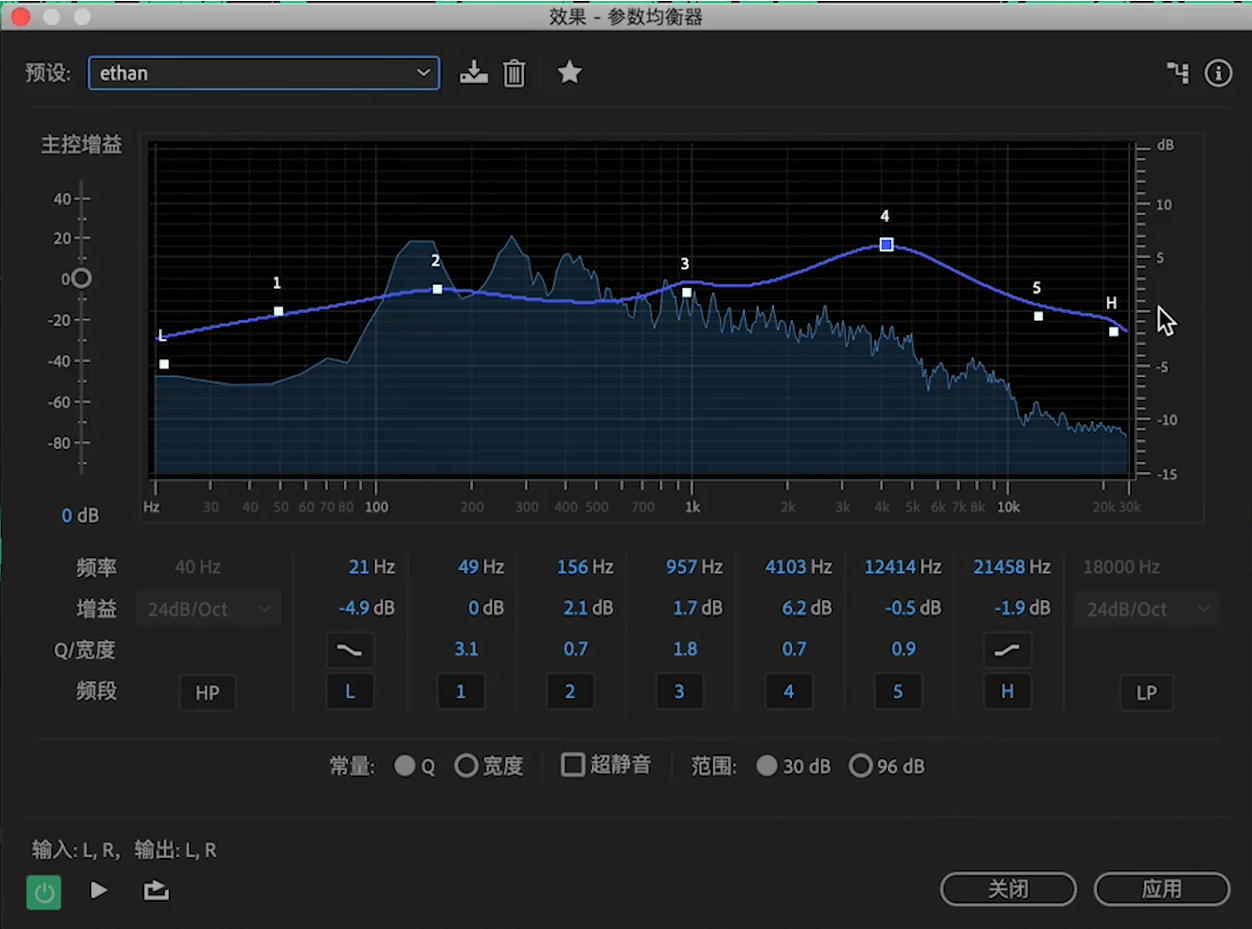 效果 - 参数均衡器
预设: ethan
主控增益
dB
40
20
0
-20
-40
-60
-80
0 dB
L
1
2
3
4
5
H
10
5
-5
-10
-15
Hz 30 40 50 60 70 80 100 200 300 400 500 700 1k 2k 3k 4k 5k 6k 7k 8k 10k 20k 30k
频率 40 Hz 21 Hz 49 Hz 156 Hz 957 Hz 4103 Hz 12414 Hz 21458 Hz 18000 Hz
增益 24dB/Oct -4.9 dB 0 dB 2.1 dB 1.7 dB 6.2 dB -0.5 dB -1.9 dB 24dB/Oct
Q/宽度 3.1 0.7 1.8 0.7 0.9
频段 HP L 1 2 3 4 5 H LP
常量: Q 宽度 超静音 范围: 30 dB 96 dB
输入: L, R, 输出: L, R
关闭 应用